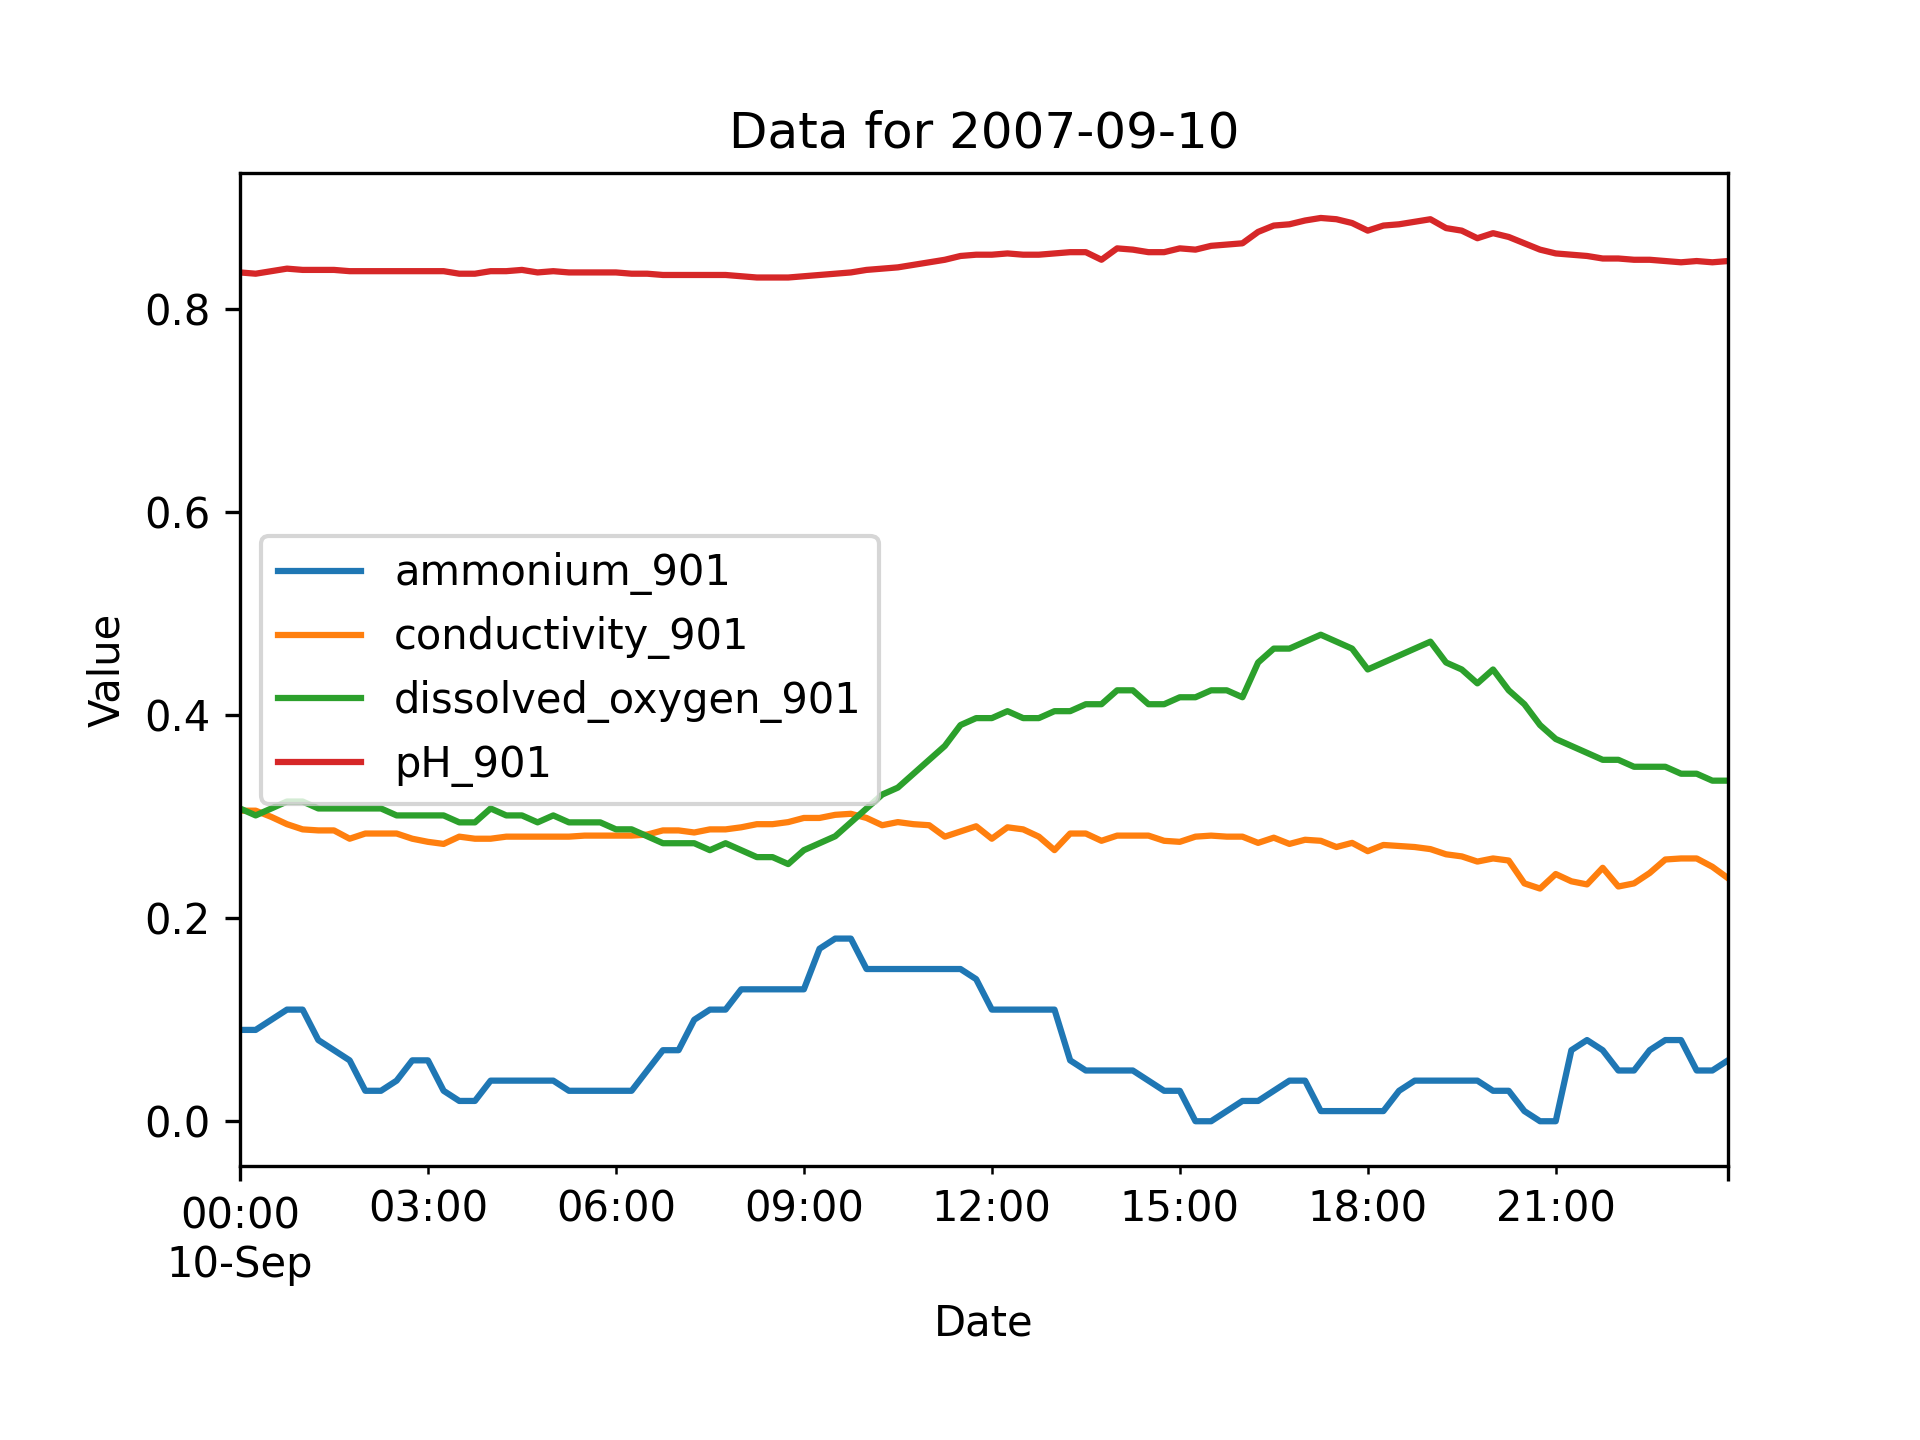 Data for 2007-09-10
Value
0.8
0.6
0.4
0.2
0.0
ammonium_901
conductivity_901
dissolved_oxygen_901
pH_901
00:00 03:00 06:00 09:00 12:00 15:00 18:00 21:00
10-Sep
Date